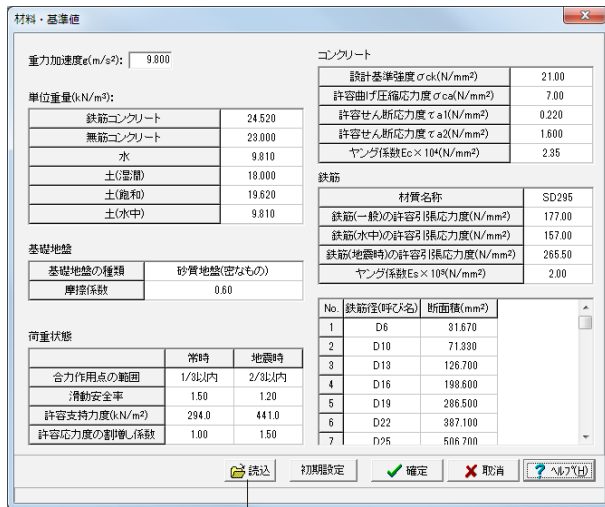 材料・基準値
重力加速度g(m/s²): 9.800
単位重量(kN/m³):
鉄筋コンクリート 24.520
無筋コンクリート 23.000
水 9.810
土(湿潤) 18.000
土(飽和) 19.620
土(水中) 9.810
基礎地盤
基礎地盤の種類 砂質地盤(密なもの)
摩擦係数 0.60
荷重状態
常時 地震時
合力作用点の範囲 1/3以内 2/3以内
滑動安全率 1.50 1.20
許容支持力度(kN/m²) 294.0 441.0
許容応力度の割増し係数 1.00 1.50
コンクリート
設計基準強度σck(N/mm²) 21.00
許容曲げ圧縮応力度σca(N/mm²) 7.00
許容せん断応力度τa1(N/mm²) 0.220
許容せん断応力度τa2(N/mm²) 1.600
ヤング係数Ec×10⁴(N/mm²) 2.35
鉄筋
材質名称 SD295
鉄筋(一般)の許容引張応力度(N/mm²) 177.00
鉄筋(水中)の許容引張応力度(N/mm²) 157.00
鉄筋(地震時)の許容引張応力度(N/mm²) 265.50
ヤング係数Es×10⁵(N/mm²) 2.00
No. 鉄筋径(呼び名) 断面積(mm²)
1 D6 31.670
2 D10 71.330
3 D13 126.700
4 D16 198.600
5 D19 286.500
6 D22 387.100
7 D25 506.700
読込 初期設定 確定 取消 ヘルプ(H)